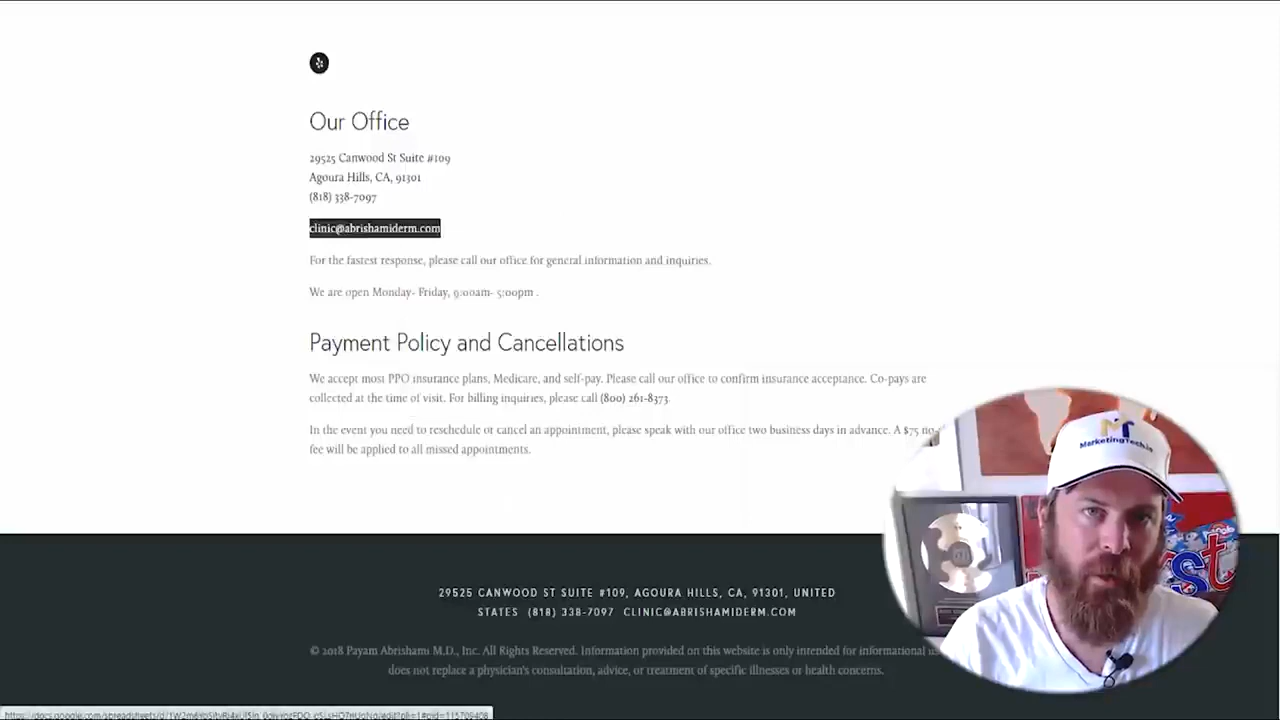 Our Office
29525 Canwood St Suite #109
Agoura Hills, CA, 91301
(818) 338-7097
clinic@abrishamiderm.com
For the fastest response, please call our office for general information and inquiries.
We are open Monday- Friday, 9:00am- 5:00pm .
Payment Policy and Cancellations
We accept most PPO insurance plans, Medicare, and self-pay. Please call our office to confirm insurance acceptance. Co-pays are
collected at the time of visit. For billing inquiries, please call (800) 261-8373.
In the event you need to reschedule or cancel an appointment, please speak with our office two business days in advance. A $75 no
fee will be applied to all missed appointments.
MT
MarketingTech.io
29525 CANWOOD ST SUITE #109, AGOURA HILLS, CA, 91301, UNITED
STATES (818) 338-7097 CLINIC@ABRISHAMIDERM.COM
© 2018 Payam Abrishami M.D., Inc. All Rights Reserved. Information provided on this website is only intended for informational
does not replace a physician's consultation, advice, or treatment of specific illnesses or health concerns.